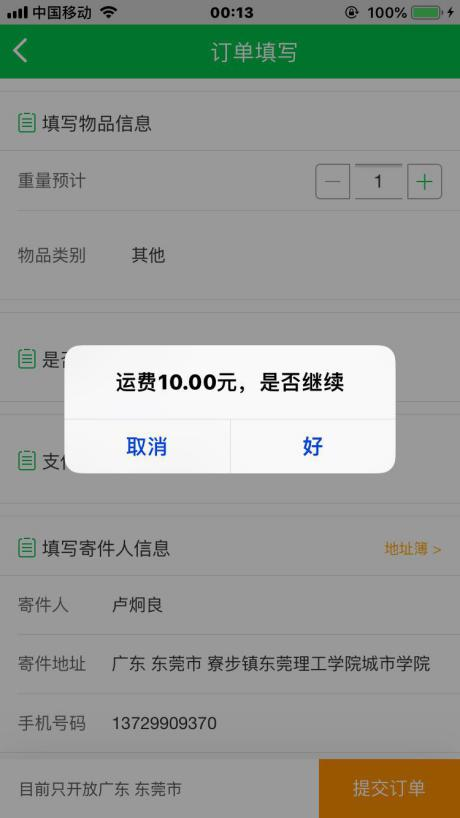 中国移动
00:13
100%
订单填写
填写物品信息
重量预计
1
物品类别 其他
是否
运费10.00元，是否继续
取消 好
支付
填写寄件人信息
地址簿 >
寄件人 卢炯良
寄件地址 广东 东莞市 寮步镇东莞理工学院城市学院
手机号码 13729909370
目前只开放广东 东莞市
提交订单